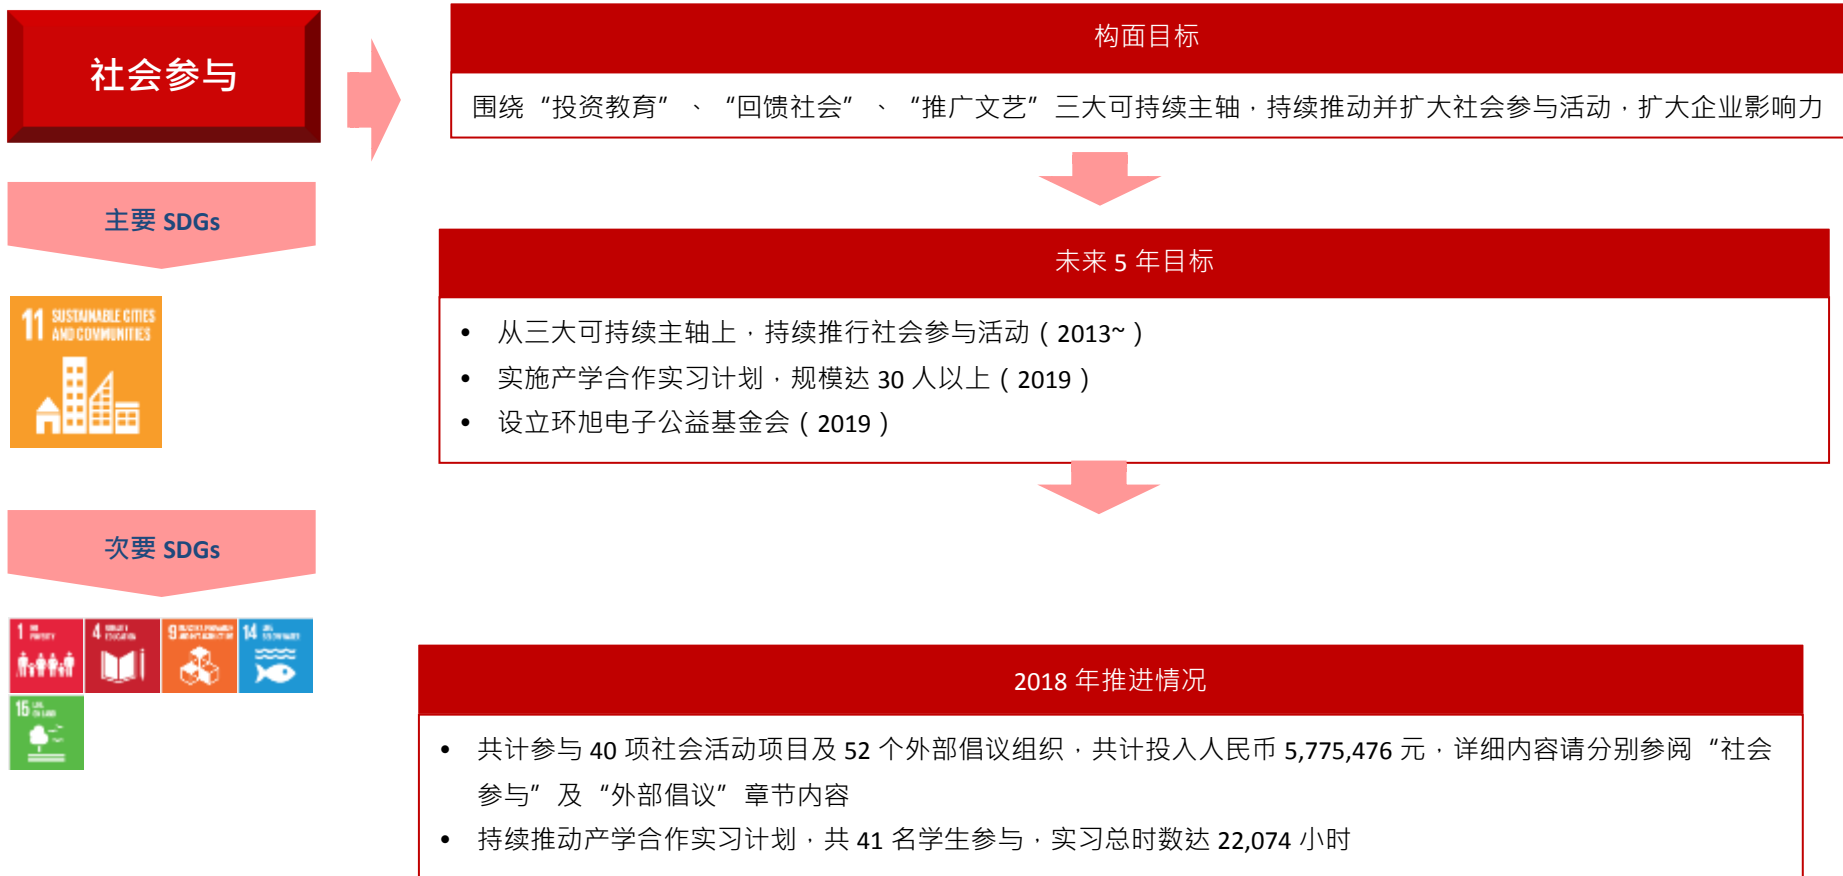 社会参与
构面目标
围绕“投资教育”、“回馈社会”、“推广文艺”三大可持续主轴，持续推动并扩大社会参与活动，扩大企业影响力
主要 SDGs
未来 5 年目标
11 SUSTAINABLE CITIES
AND COMMUNITIES
• 从三大可持续主轴上，持续推行社会参与活动（2013~）
• 实施产学合作实习计划，规模达 30 人以上（2019）
• 设立环旭电子公益基金会（2019）
次要 SDGs
1 NO
POVERTY
4 QUALITY
EDUCATION
9
14
15 LIFE
ON LAND
2018 年推进情况
• 共计参与 40 项社会活动项目及 52 个外部倡议组织，共计投入人民币 5,775,476 元，详细内容请分别参阅“社会
参与”及“外部倡议”章节内容
• 持续推动产学合作实习计划，共 41 名学生参与，实习总时数达 22,074 小时